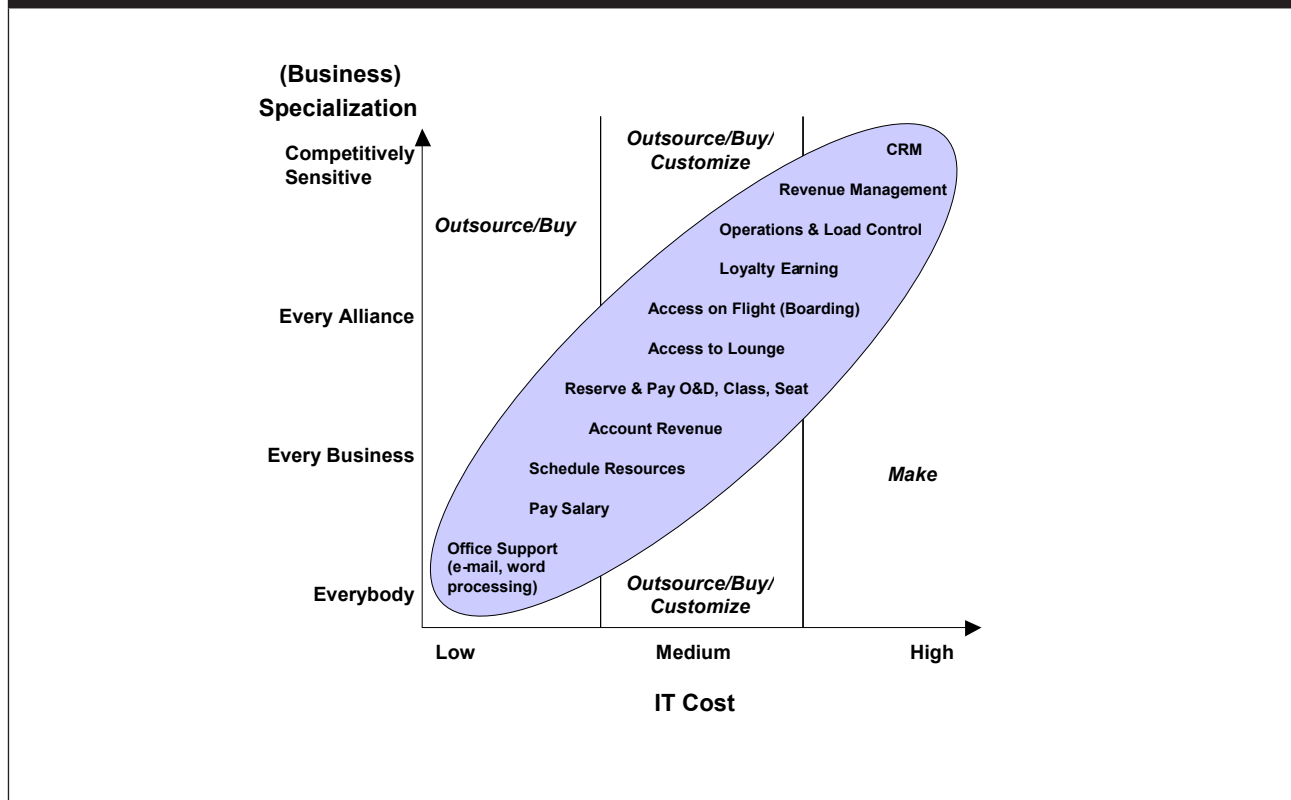 (Business)
Specialization
Competitively
Sensitive
Outsource/Buy/
Customize
CRM
Revenue Management
Outsource/Buy
Operations & Load Control
Loyalty Earning
Every Alliance
Access on Flight (Boarding)
Access to Lounge
Reserve & Pay O&D, Class, Seat
Account Revenue
Every Business
Schedule Resources
Make
Pay Salary
Office Support
(e-mail, word
processing)
Everybody
Outsource/Buy/
Customize
Low
Medium
High
IT Cost